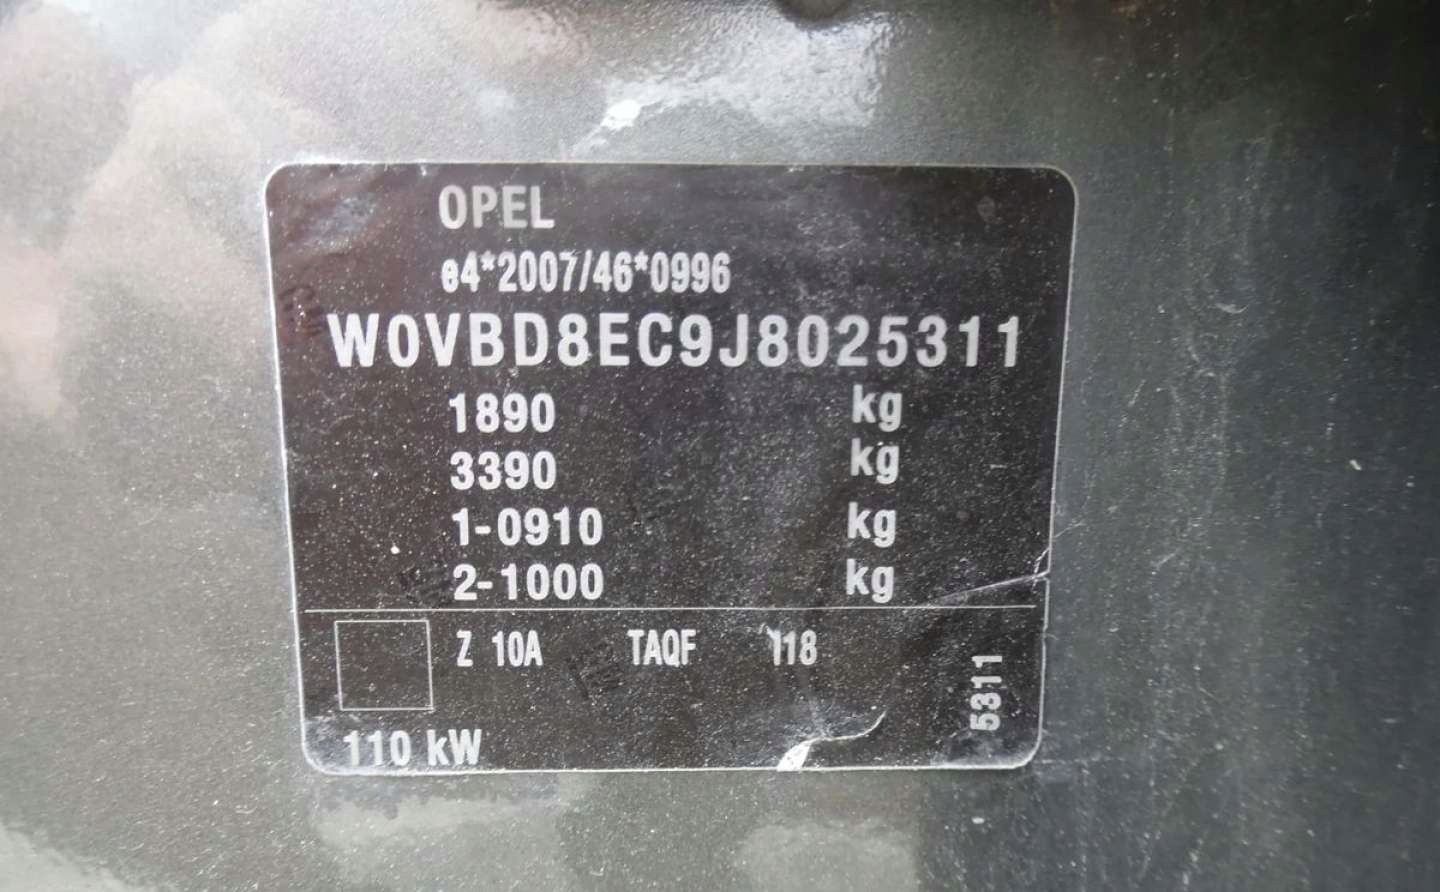 OPEL
e4*2007/46*0996
W0VBD8EC9J8025311
1890 kg
3390 kg
1-0910 kg
2-1000 kg
Z 10A TAQF 118
5311
110 kW